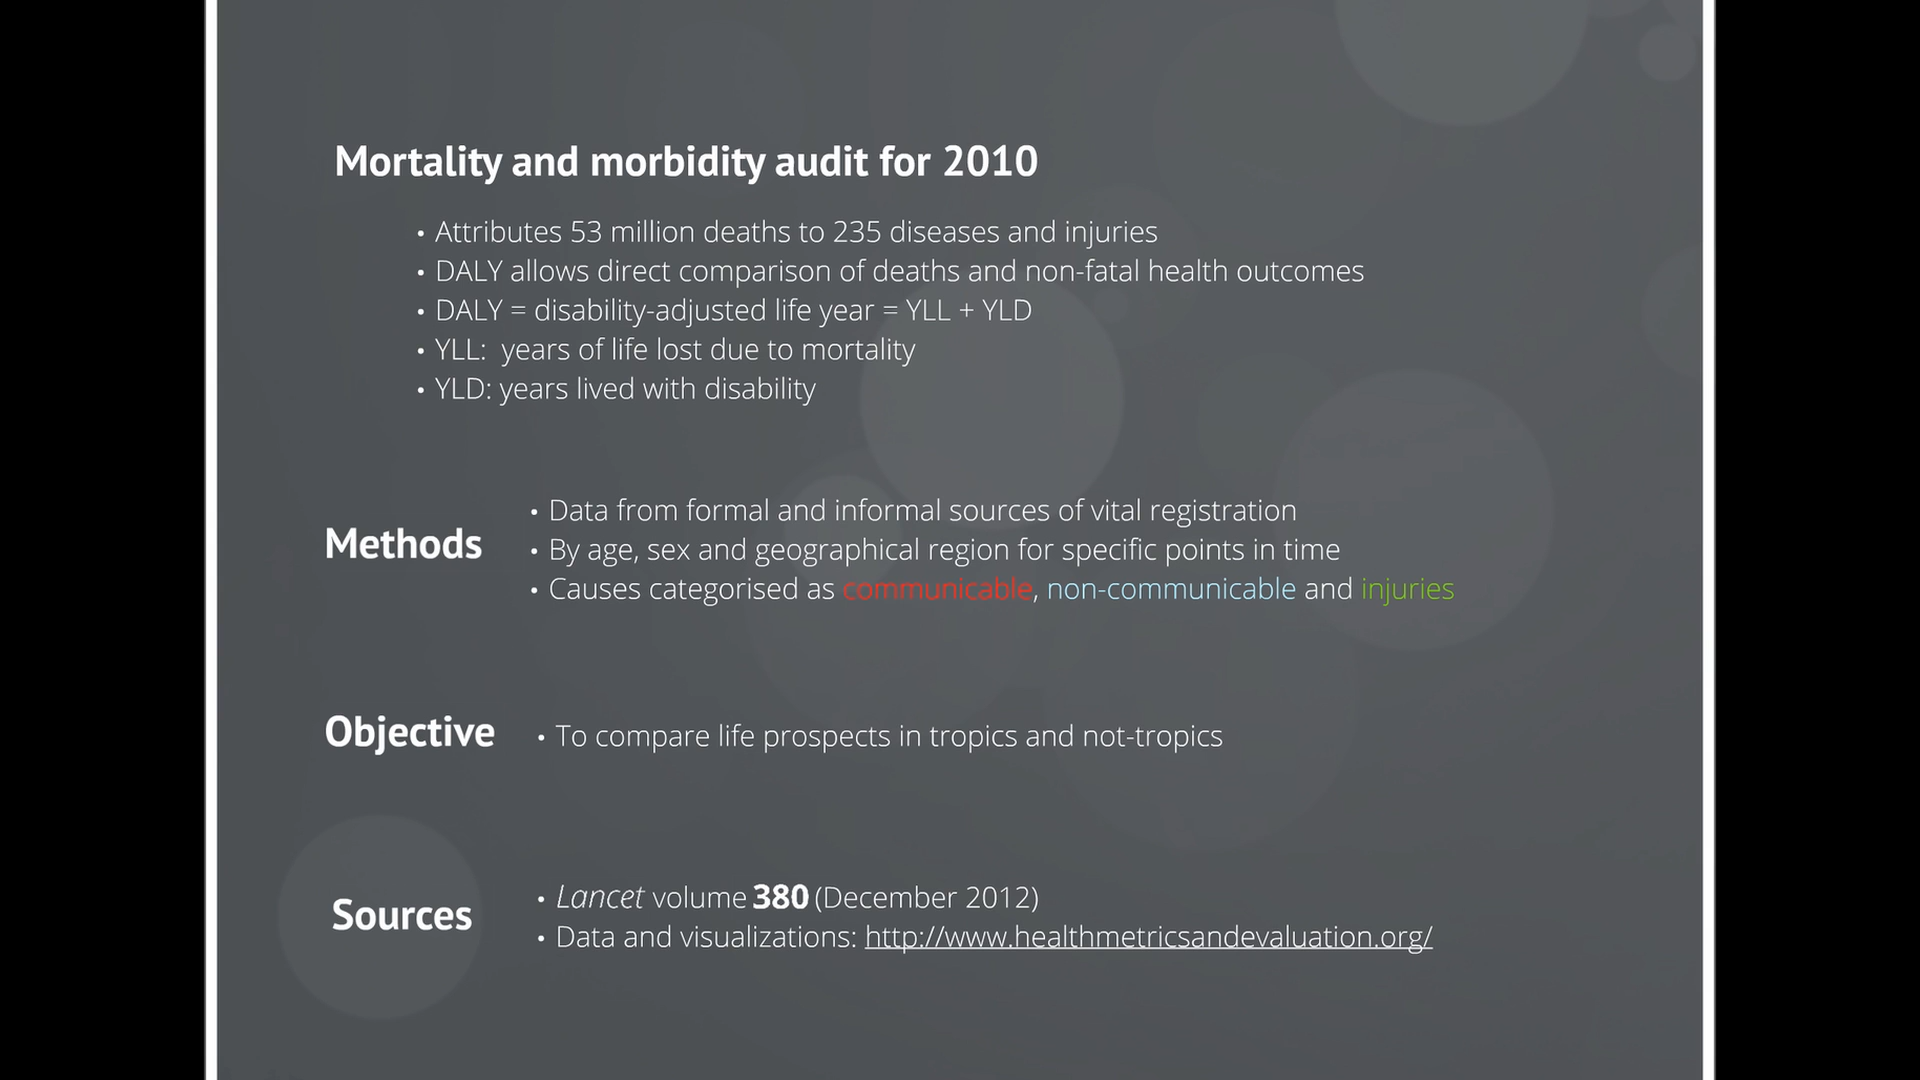 Mortality and morbidity audit for 2010
• Attributes 53 million deaths to 235 diseases and injuries
• DALY allows direct comparison of deaths and non-fatal health outcomes
• DALY = disability-adjusted life year = YLL + YLD
• YLL: years of life lost due to mortality
• YLD: years lived with disability
Methods
• Data from formal and informal sources of vital registration
• By age, sex and geographical region for specific points in time
• Causes categorised as communicable, non-communicable and injuries
Objective
• To compare life prospects in tropics and not-tropics
Sources
• Lancet volume 380 (December 2012)
• Data and visualizations: http://www.healthmetricsandevaluation.org/